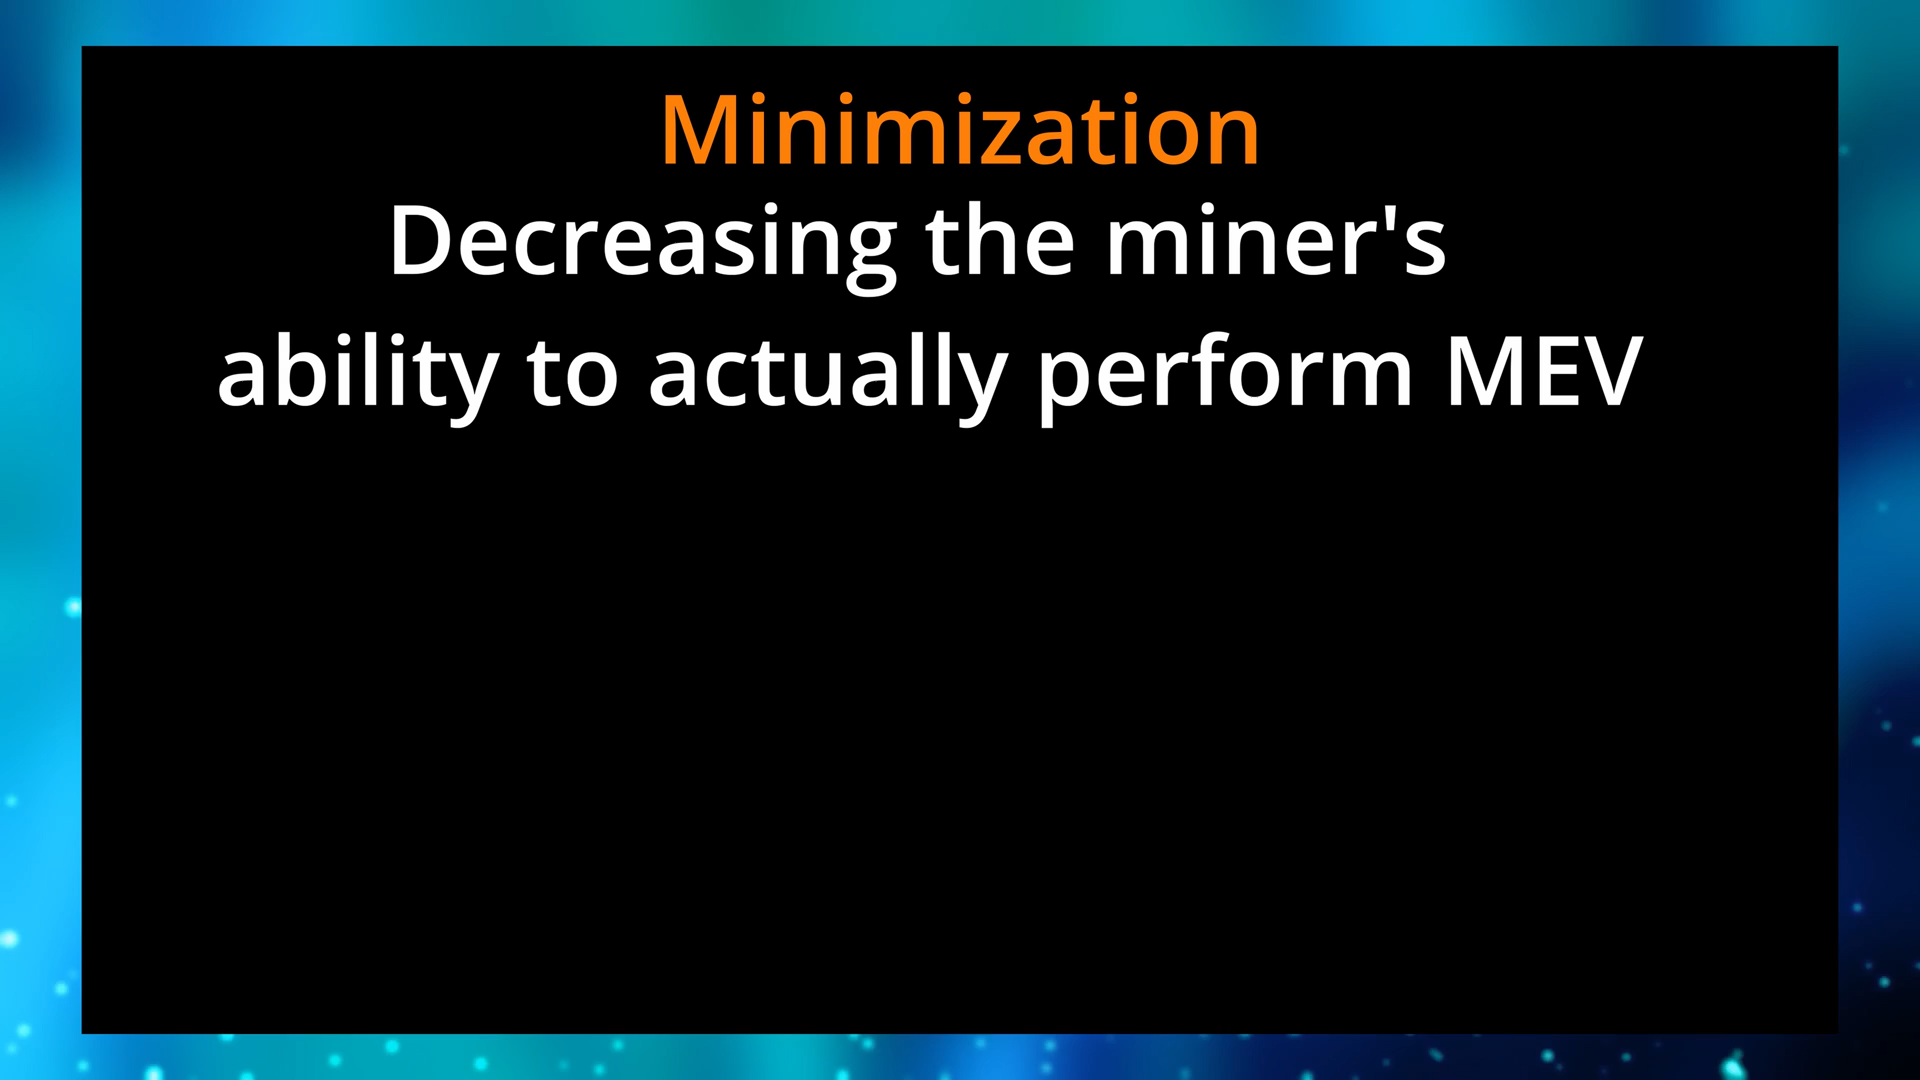 Minimization
Decreasing the miner's
ability to actually perform MEV